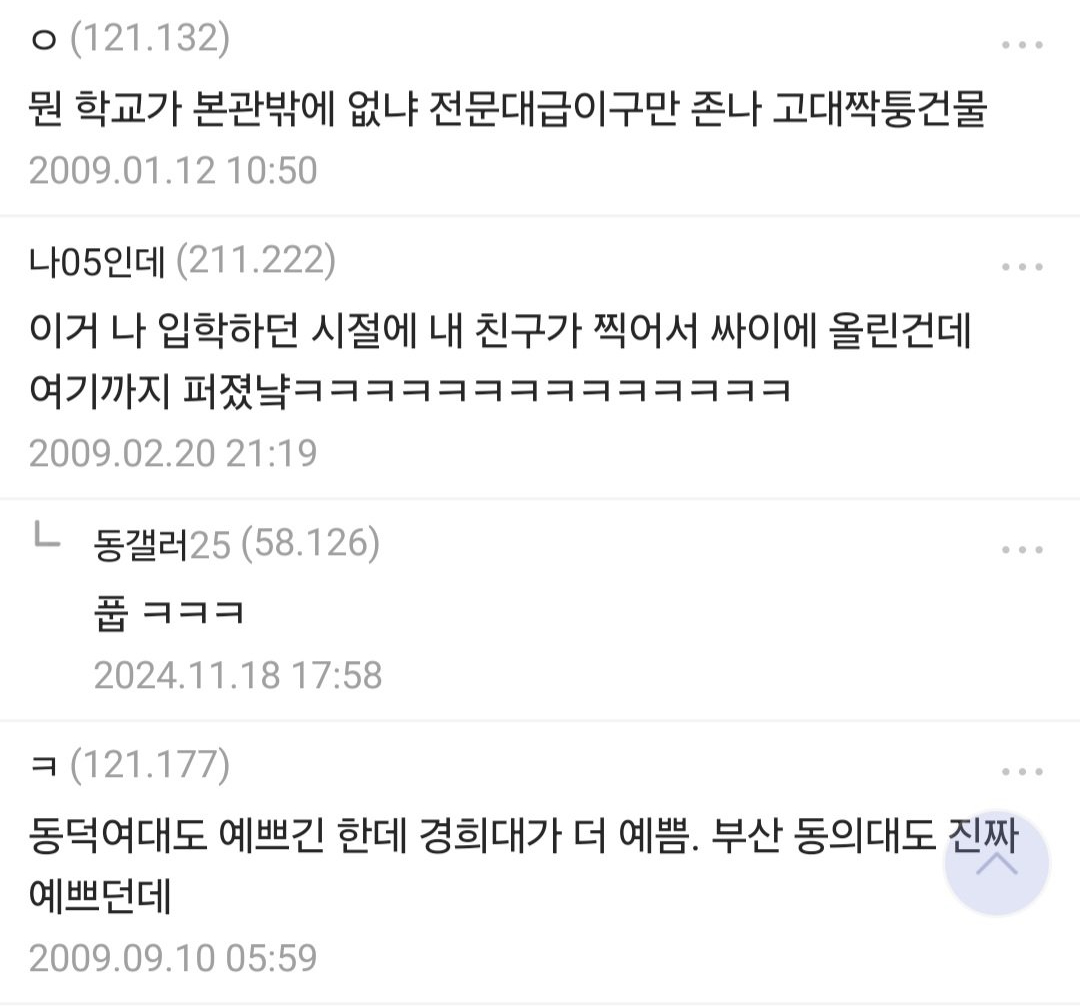 ㅇ (121.132)
뭔 학교가 본관밖에 없냐 전문대급이구만 존나 고대짝퉁건물
2009.01.12 10:50
나05인데 (211.222)
이거 나 입학하던 시절에 내 친구가 찍어서 싸이에 올린건데
여기까지 퍼졌냨ㅋㅋㅋㅋㅋㅋㅋㅋㅋㅋㅋㅋㅋㅋ
2009.02.20 21:19
동갤러25 (58.126)
풉 ㅋㅋㅋ
2024.11.18 17:58
ㅋ (121.177)
동덕여대도 예쁘긴 한데 경희대가 더 예쁨. 부산 동의대도 진짜
예쁘던데
2009.09.10 05:59